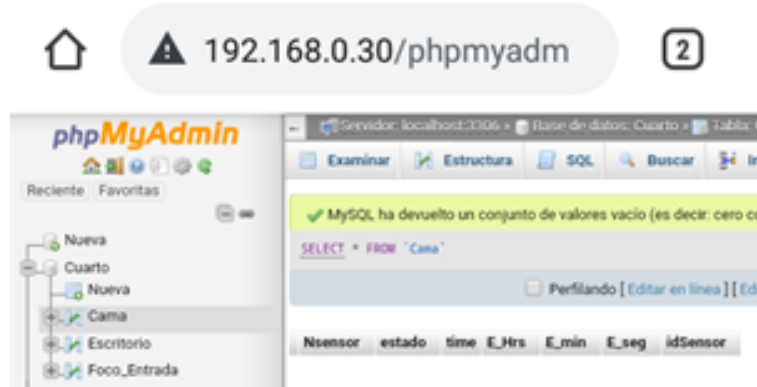 192.168.0.30/phpmyadm
2
phpMyAdmin
Reciente Favoritas
Nueva
Cuarto
Nueva
Cama
Escritorio
Foco_Entrada
Servidor: localhost:3306 » Base de datos: Cuarto » Tabla:
Examinar Estructura SQL Buscar
MySQL ha devuelto un conjunto de valores vacío (es decir: cero
SELECT * FROM `Cama`
Perfilando [ Editar en línea ] [
Nsensor estado time E_Hrs E_min E_seg idSensor